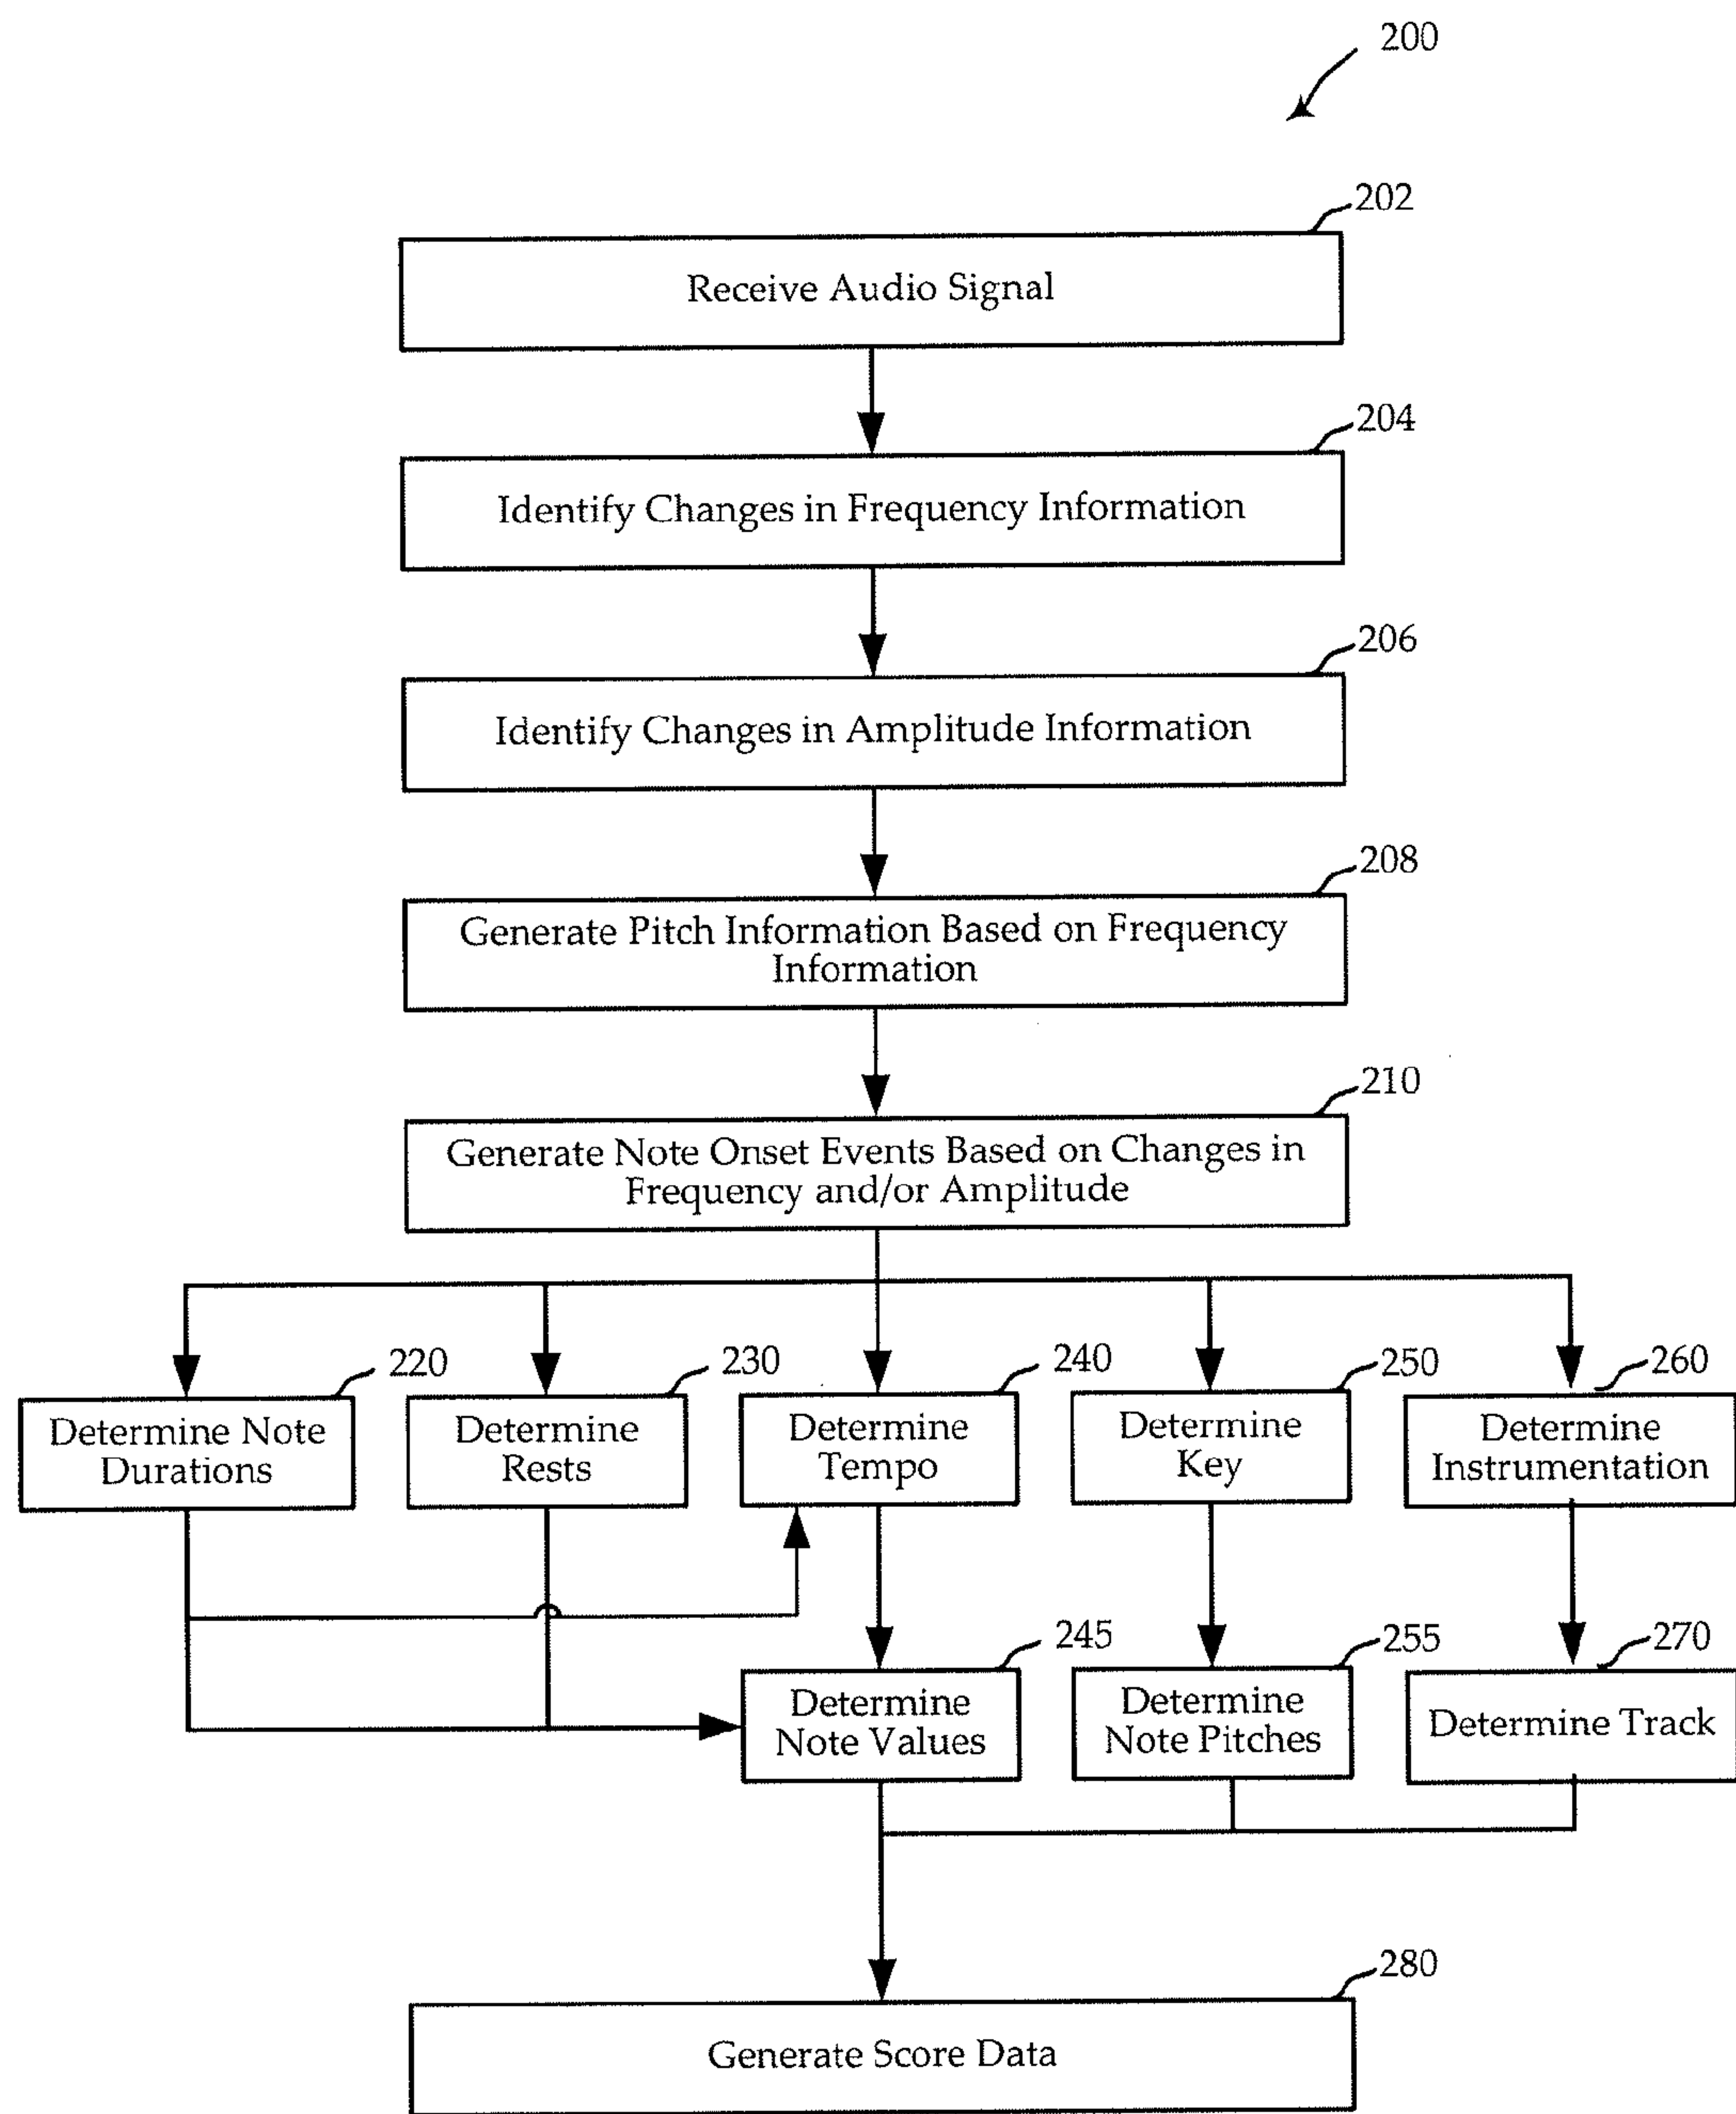 200
202
Receive Audio Signal
204
Identify Changes in Frequency Information
206
Identify Changes in Amplitude Information
208
Generate Pitch Information Based on Frequency
Information
210
Generate Note Onset Events Based on Changes in
Frequency and/or Amplitude
220
Determine Note
Durations
230
Determine
Rests
240
Determine
Tempo
250
Determine
Key
260
Determine
Instrumentation
245
Determine
Note Values
255
Determine
Note Pitches
270
Determine Track
280
Generate Score Data